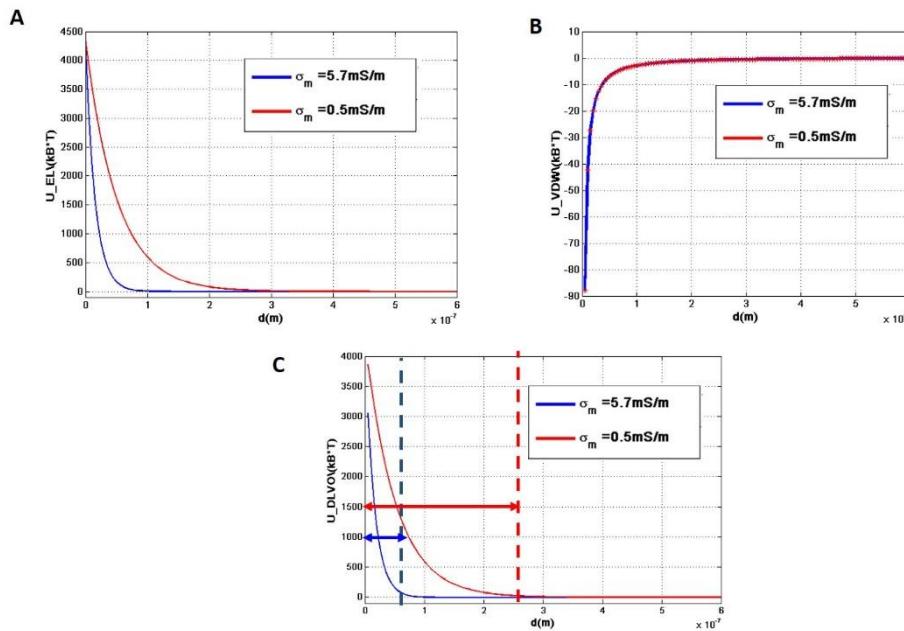 A
4500
4000
3500
3000
2500
2000
1500
1000
500
0
U_EL\(kB*T)
σm =5.7mS/m
σm =0.5mS/m
0 1 2 3 4 5 6
d(m)
x 10-7
B
10
0
-10
-20
-30
-40
-50
-60
-70
-80
-90
U_VDW\(kB*T)
σm =5.7mS/m
σm =0.5mS/m
0 1 2 3 4 5
d(m)
x 10
C
4000
3500
3000
2500
2000
1500
1000
500
0
U_DLVO\(kB*T)
σm =5.7mS/m
σm =0.5mS/m
0 1 2 3 4 5 6
d(m)
x 10-7